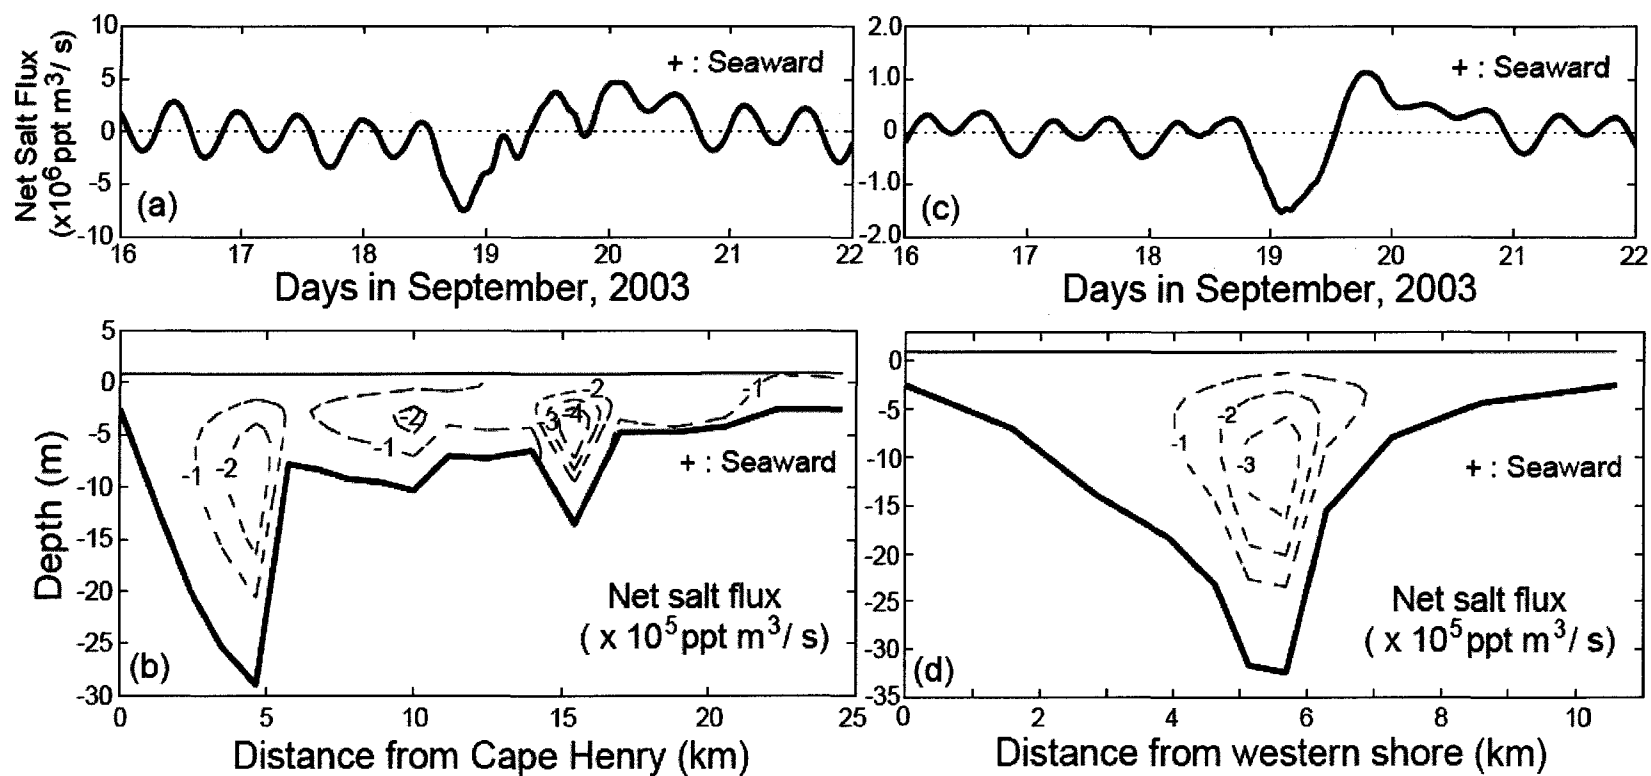 Net Salt Flux
(x10⁶ppt m³/ s)
10
5
0
-5
-10
+ : Seaward
(a)
16 17 18 19 20 21 22
Days in September, 2003
2.0
1.0
0
-1.0
-2.0
+ : Seaward
(c)
16 17 18 19 20 21 22
Days in September, 2003
Depth (m)
5
0
-5
-10
-15
-20
-25
-30
-1
-2
-1
-2
-2
-3
-4
-1
+ : Seaward
Net salt flux
( x 10⁵ppt m³/ s)
(b)
0 5 10 15 20 25
Distance from Cape Henry (km)
0
-5
-10
-15
-20
-25
-30
-35
-1
-2
-3
+ : Seaward
Net salt flux
( x 10⁵ppt m³/ s)
(d)
0 2 4 6 8 10
Distance from western shore (km)